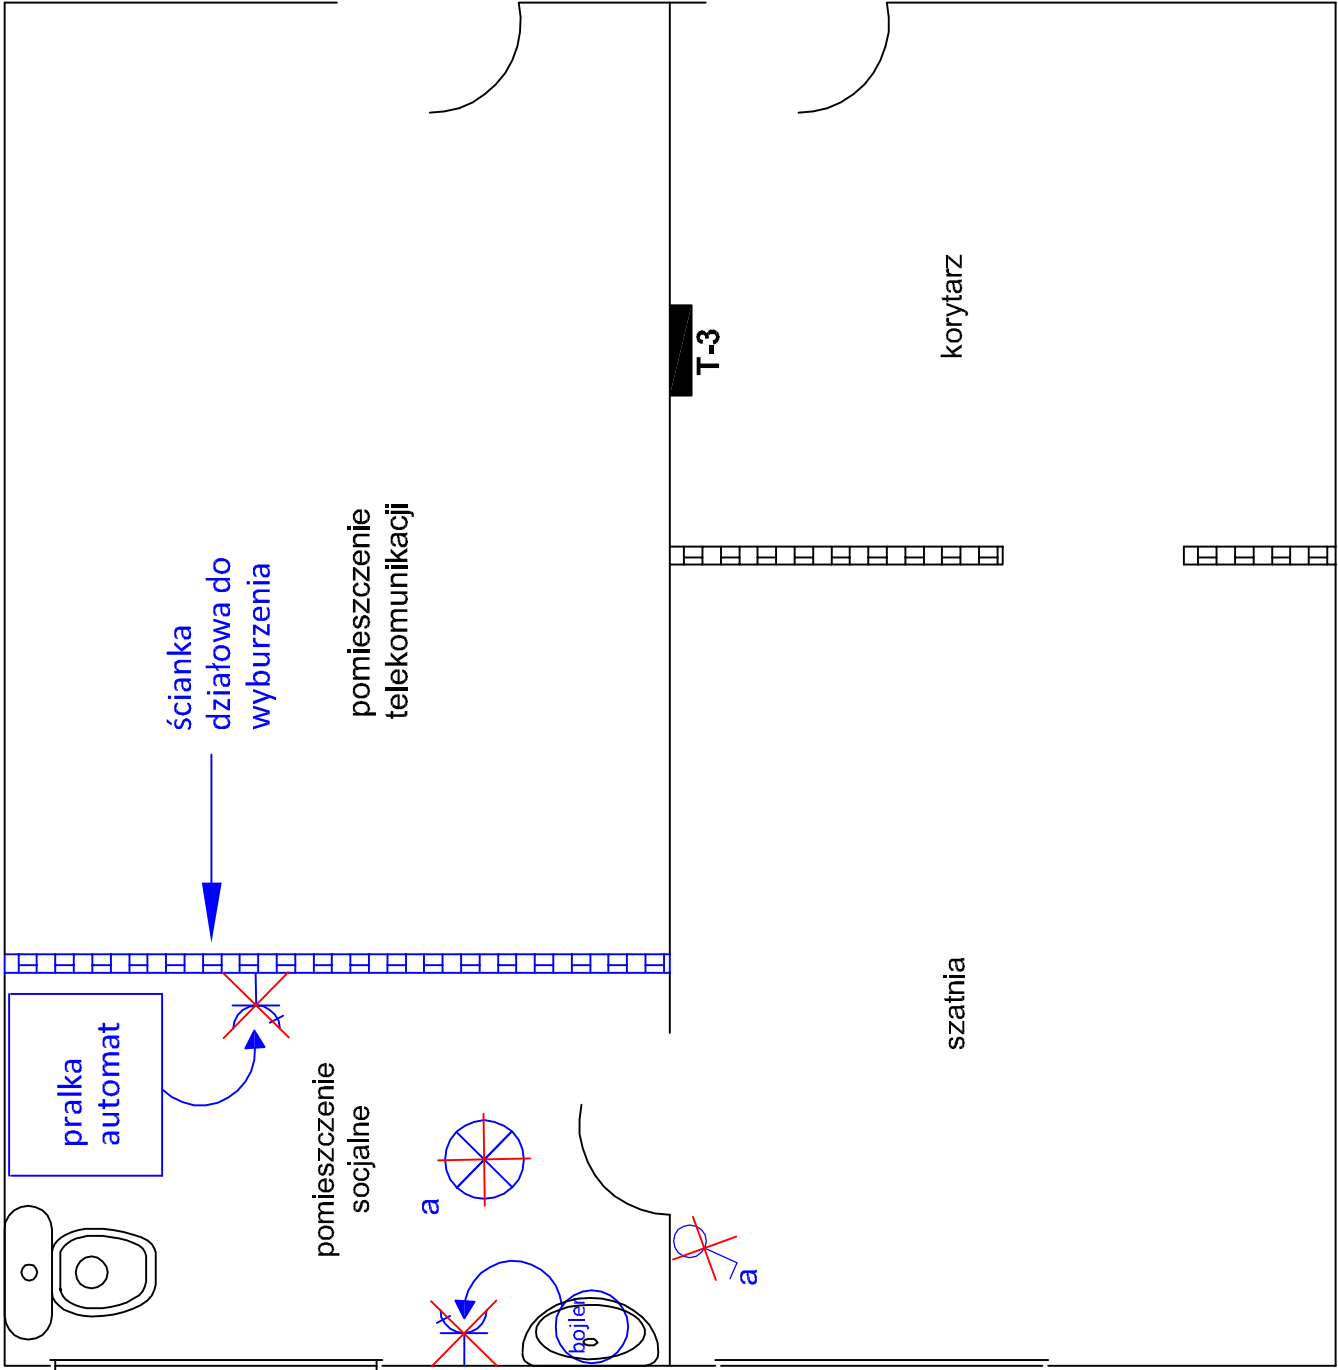 ścianka
działowa do
wyburzenia
pomieszczenie
telekomunikacji
T-3
korytarz
pralka
automat
pomieszczenie
socjalne
a
szatnia
bojler
a